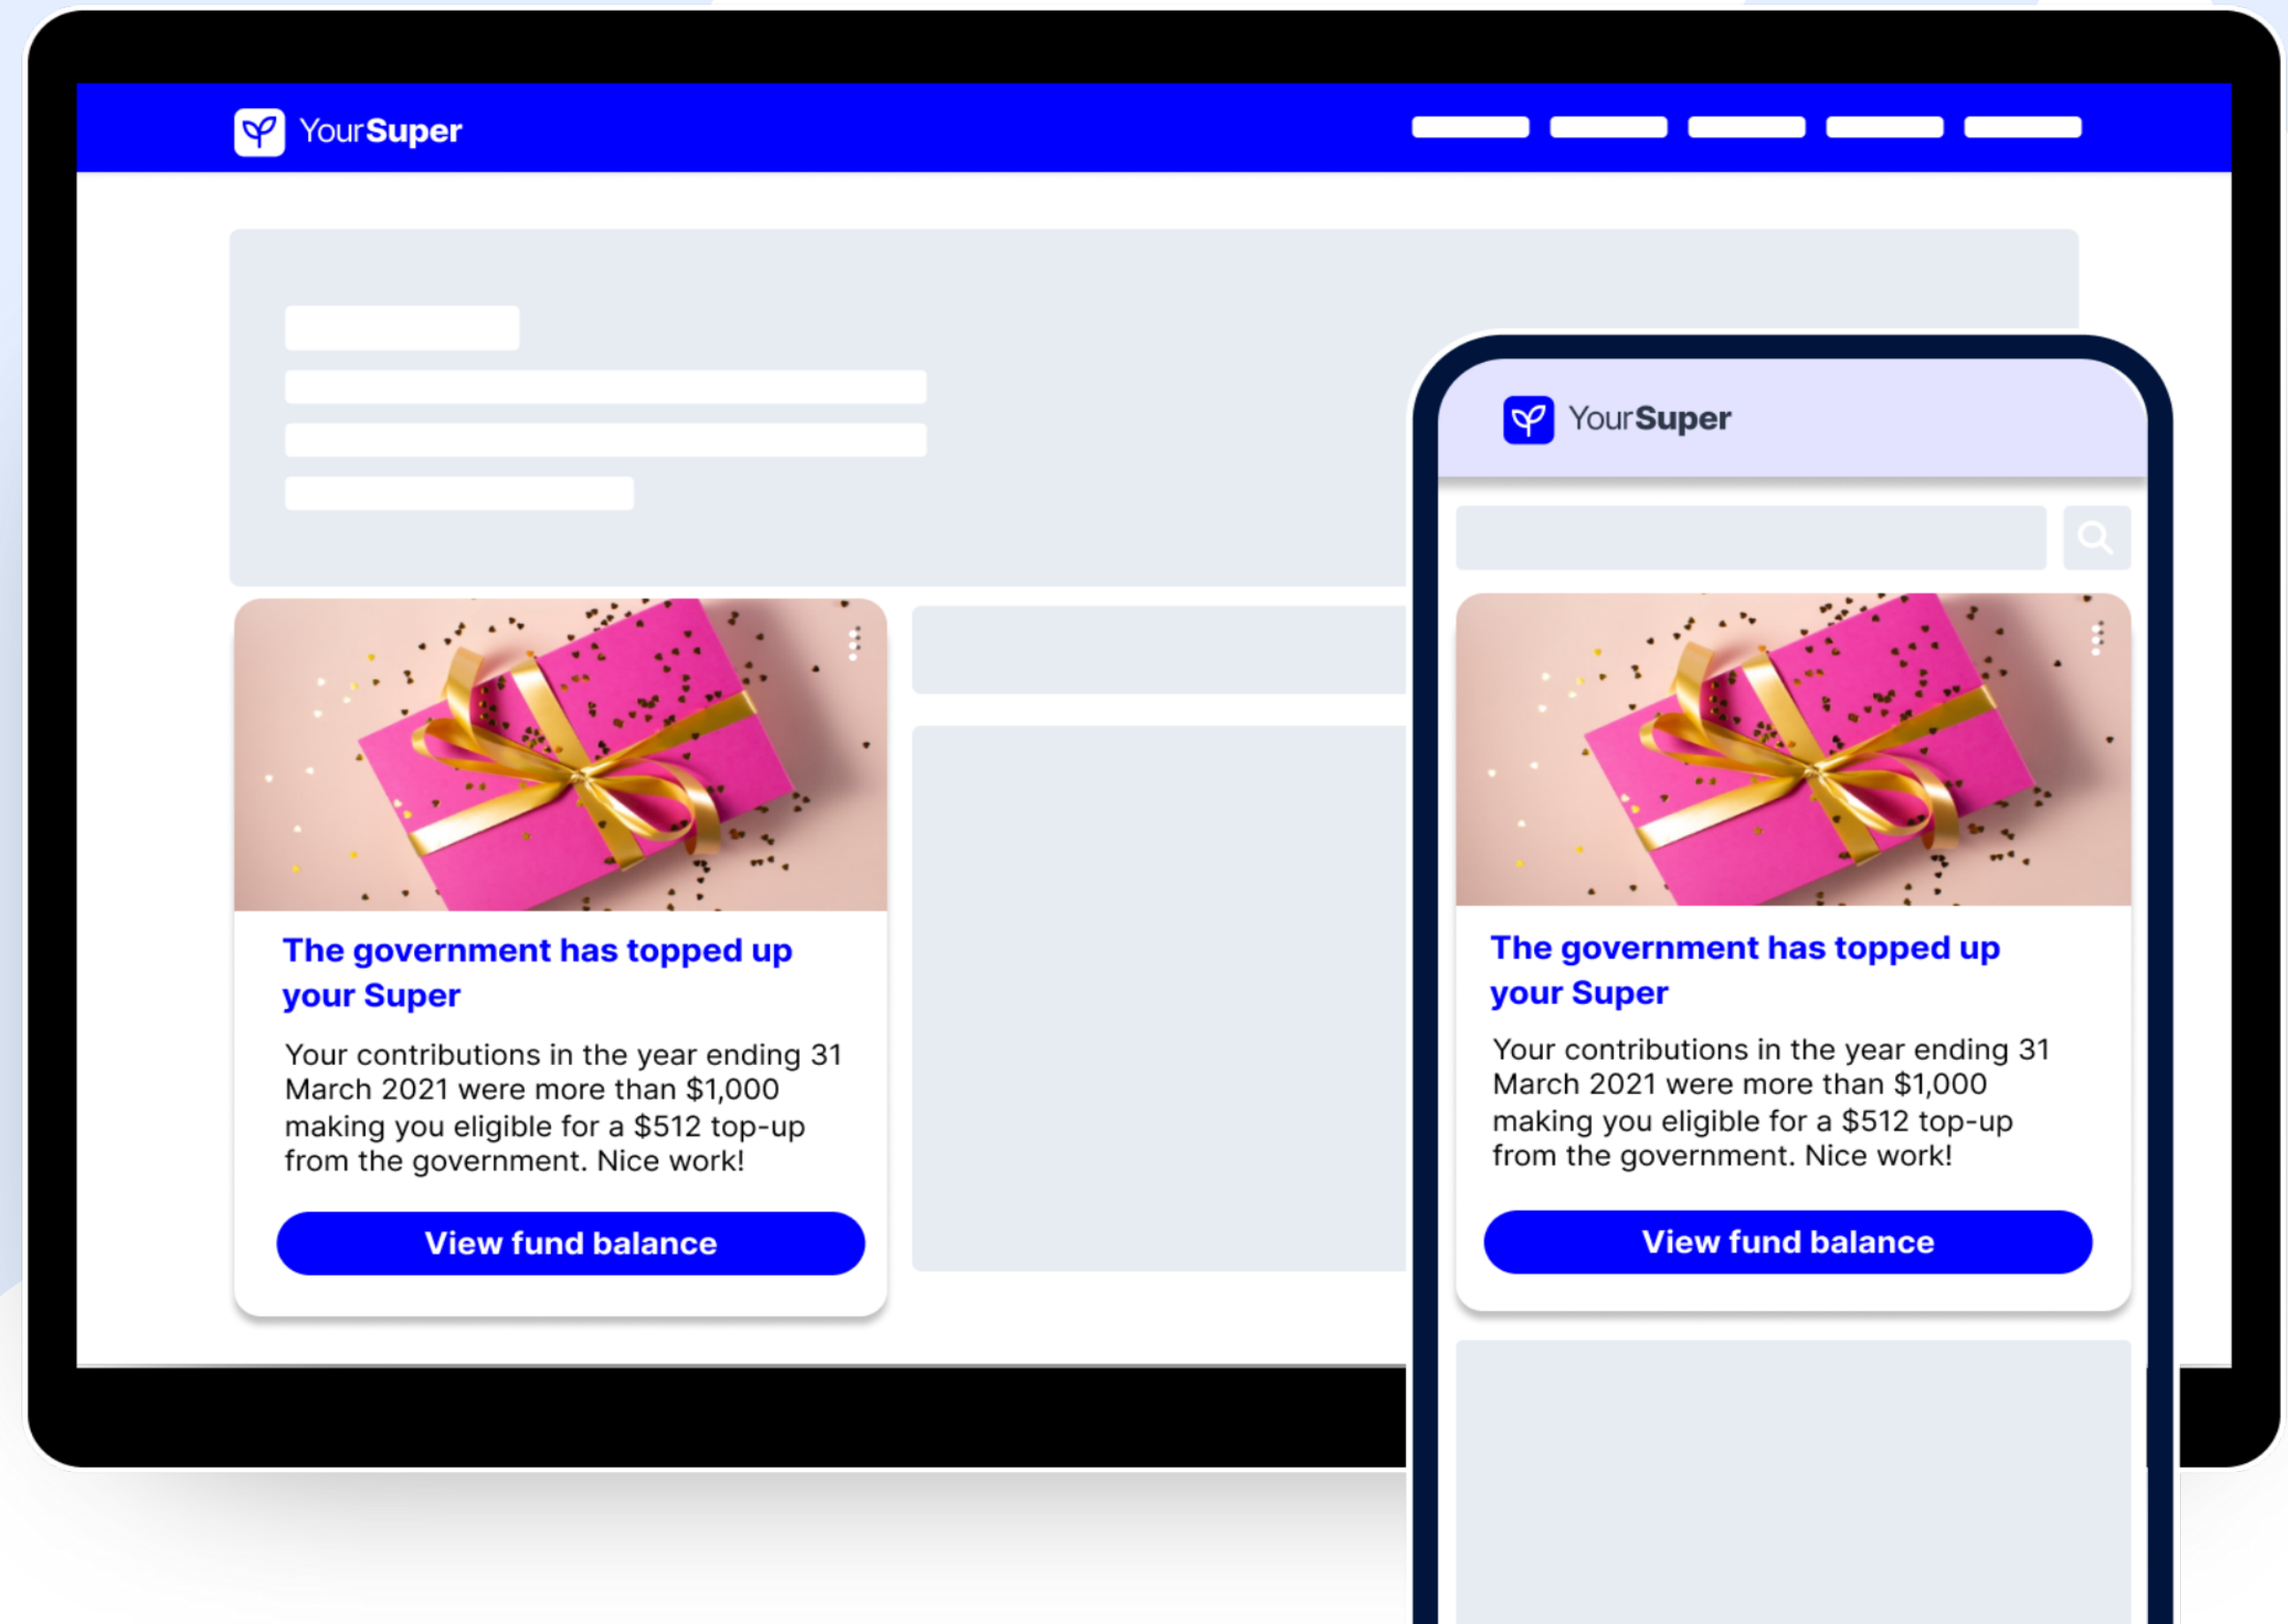 YourSuper
The government has topped up
your Super
Your contributions in the year ending 31
March 2021 were more than $1,000
making you eligible for a $512 top-up
from the government. Nice work!
View fund balance
YourSuper
The government has topped up
your Super
Your contributions in the year ending 31
March 2021 were more than $1,000
making you eligible for a $512 top-up
from the government. Nice work!
View fund balance